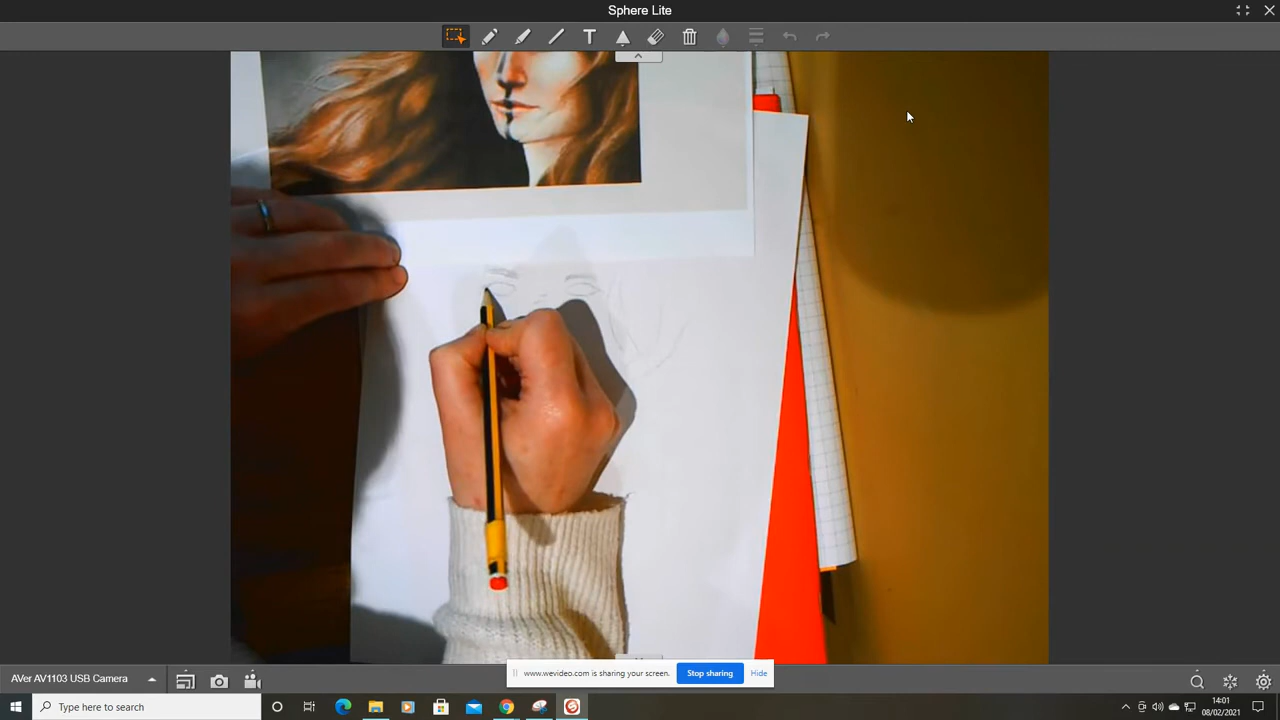 Sphere Lite
T
www.wevideo.com is sharing your screen.
Stop sharing
Hide
AVer AV1103 USB Camera
Type here to search
14:01
08/02/2021